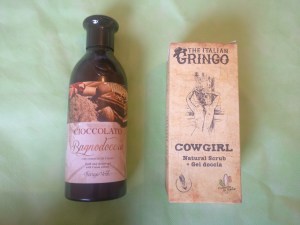 CIOCCOLATO
Bagnodoccia
THE ITALIAN
GRINGO
COWGIRL
Natural Scrub
+ Gel doccia